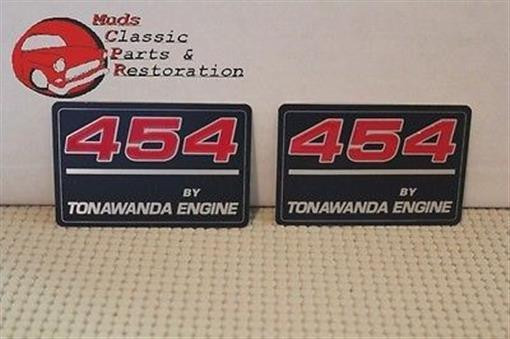 Muds
Classic
Parts &
Restoration
454
BY
TONAWANDA ENGINE
454
BY
TONAWANDA ENGINE